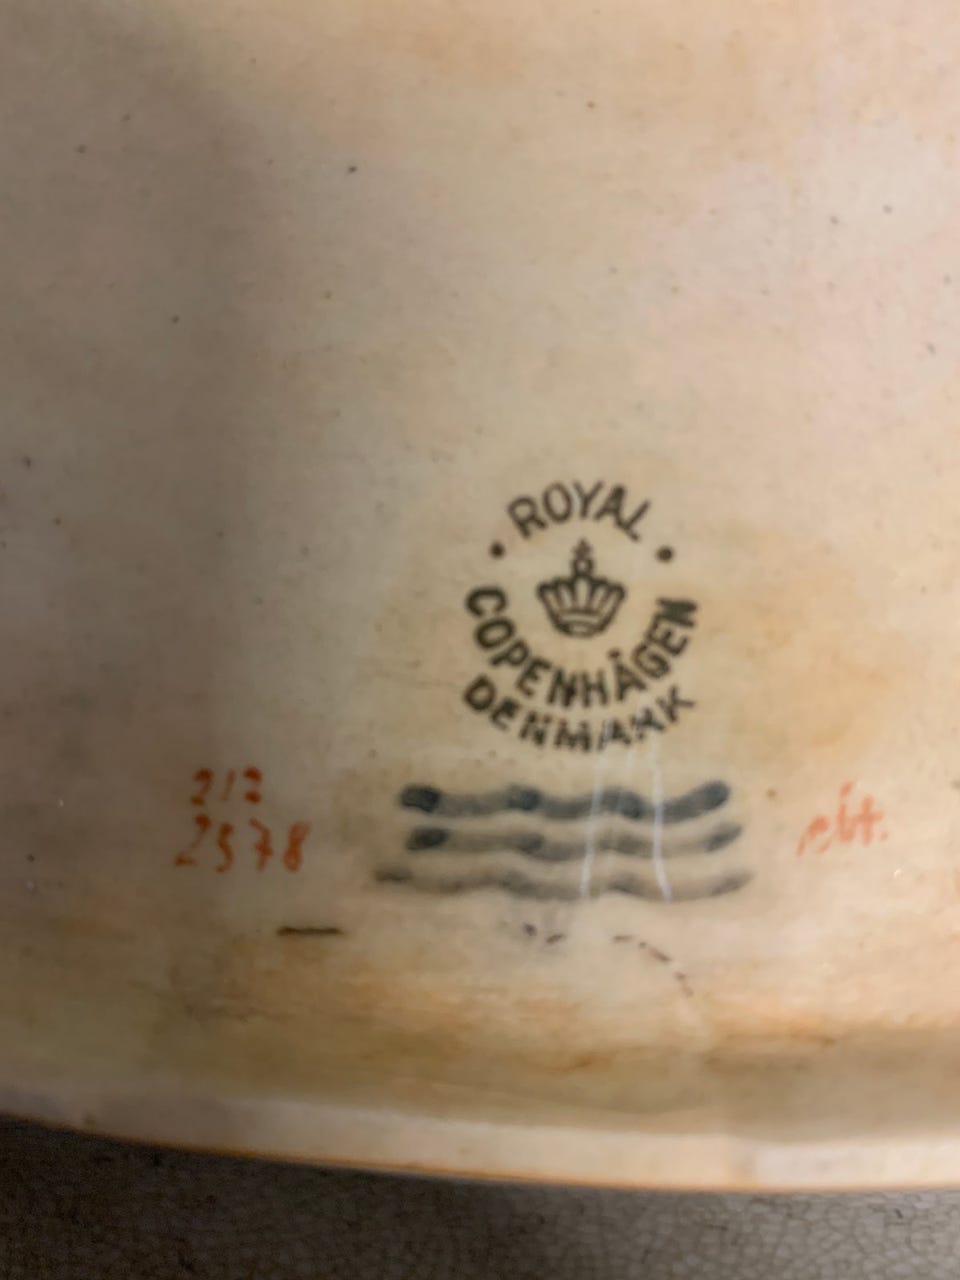 ROYAL
COPENHAGEN
DENMARK
212
2578